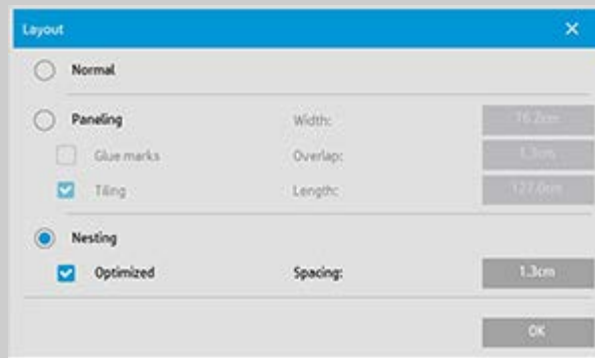 Layout
Normal
Paneling Width: 16.2cm
Glue marks Overlap: 1.3cm
Tiling Length: 127.0cm
Nesting
Optimized Spacing: 1.3cm
OK